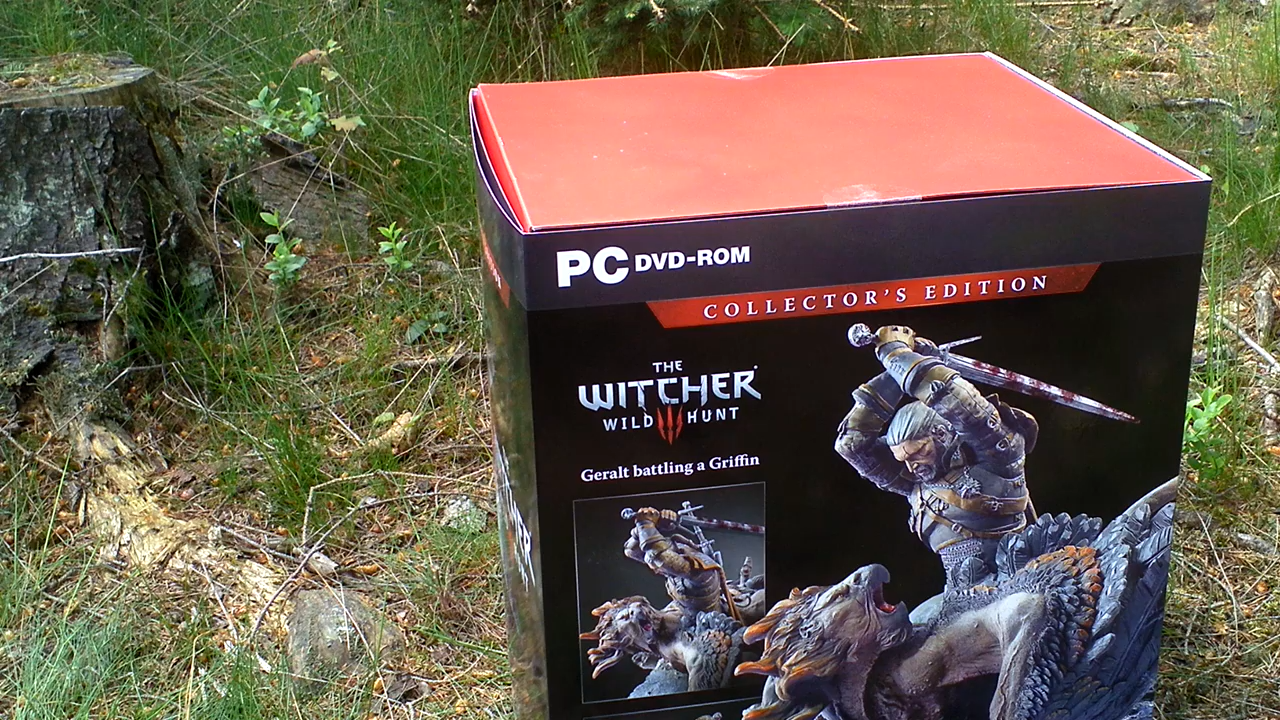 PC DVD-ROM
COLLECTOR'S EDITION
THE
WITCHER
WILD HUNT
Geralt battling a Griffin